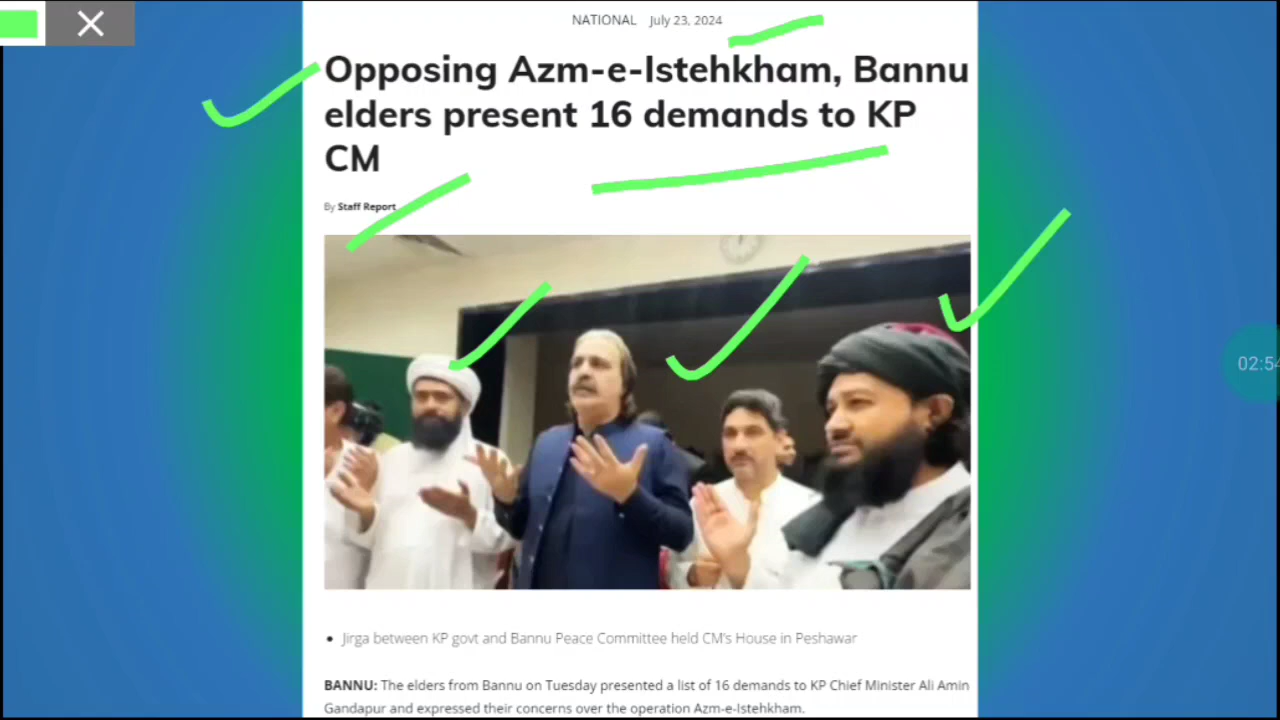 NATIONAL July 23, 2024
Opposing Azm-e-Istehkham, Bannu
elders present 16 demands to KP
CM
By Staff Report
• Jirga between KP govt and Bannu Peace Committee held CM's House in Peshawar
BANNU: The elders from Bannu on Tuesday presented a list of 16 demands to KP Chief Minister Ali Amin
Gandapur and expressed their concerns over the operation Azm-e-Istehkham.
02:54